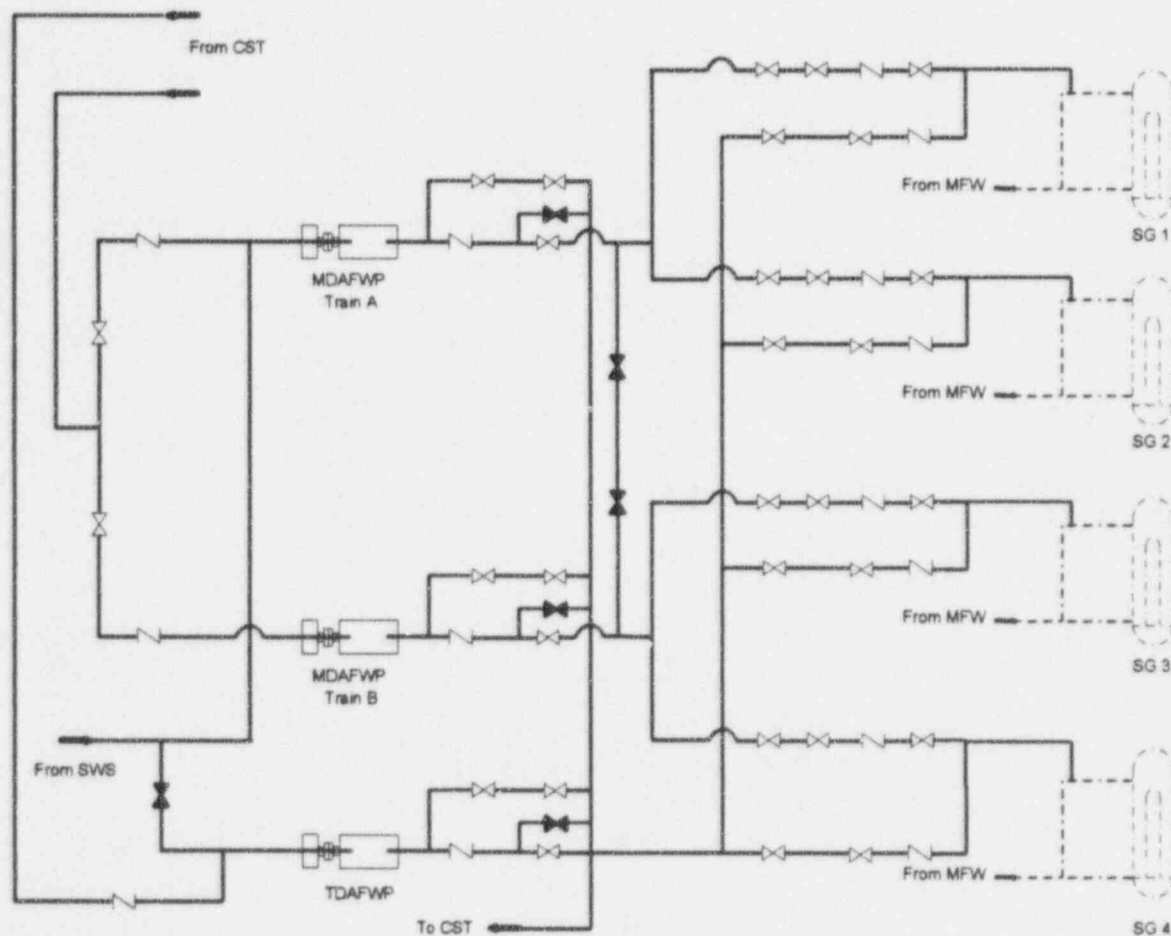 From CST
From MFW
SG 1
MDAFWP
Train A
From MFW
SG 2
From MFW
SG 3
MDAFWP
Train B
From SWS
TDAFWP
From MFW
To CST
SG 4